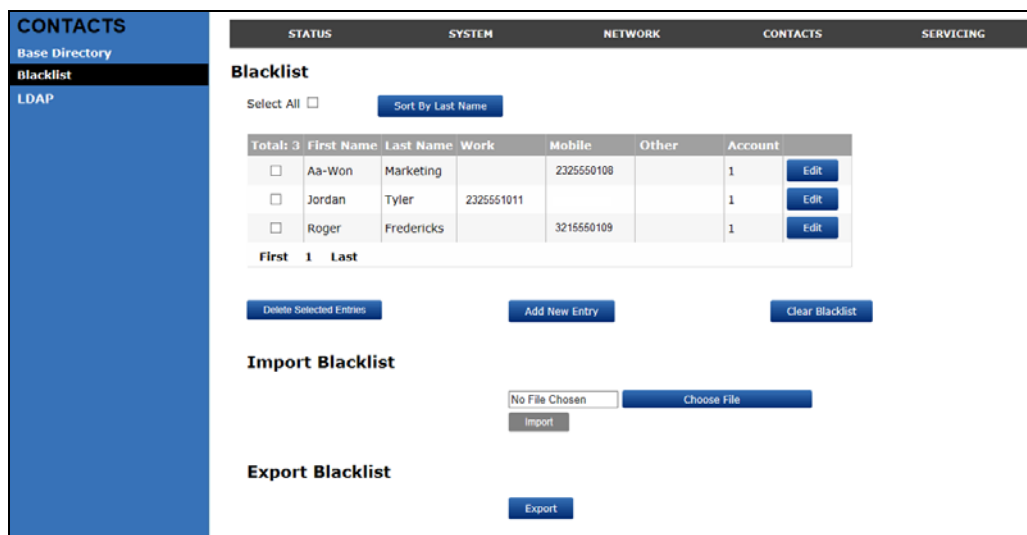 CONTACTS
Base Directory
Blacklist
LDAP
STATUS SYSTEM NETWORK CONTACTS SERVICING
Blacklist
Select All Sort By Last Name
Total: 3 First Name Last Name Work Mobile Other Account
Aa-Won Marketing 2325550108 1 Edit
Jordan Tyler 2325551011 1 Edit
Roger Fredericks 3215550109 1 Edit
First 1 Last
Delete Selected Entries Add New Entry Clear Blacklist
Import Blacklist
No File Chosen Choose File
Import
Export Blacklist
Export